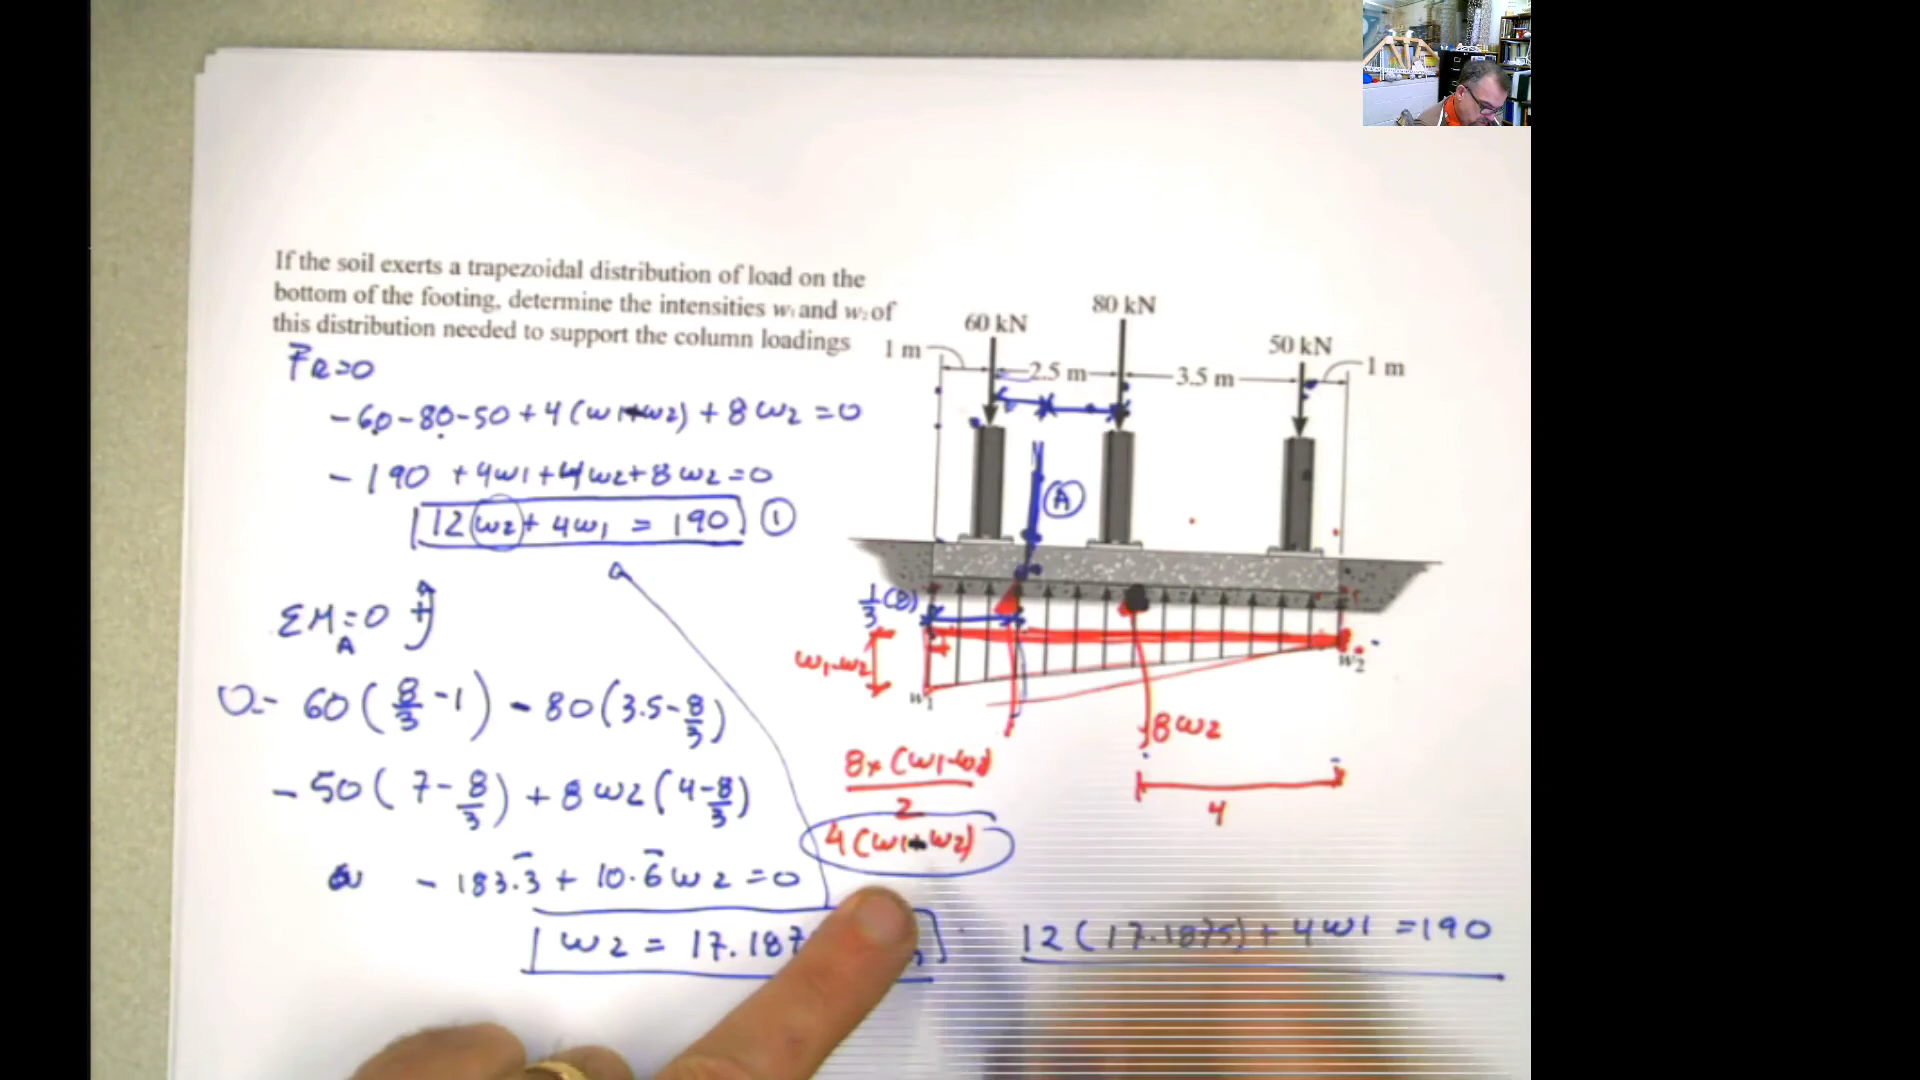 If the soil exerts a trapezoidal distribution of load on the
bottom of the footing, determine the intensities w₁ and w₂ of
this distribution needed to support the column loadings
60 kN
80 kN
50 kN
1 m
2.5 m
3.5 m
1 m
FR=0
-60-80-50+4(w1+w2)+8w2=0
-190+4w1+4w2+8w2=0
12w2+4w1=190 ①
A
ΣM=0
A
+
0=60(8/3-1)-80(3.5-8/3)
-50(7-8/3)+8w2(4-8/3)
-183.3̅+10.6̅w2=0
w2=17.187
1/3(8)
w1-w2
w₁
w₂
8w2
4
8×(w1-w2)
2
4(w1+w2)
12(17.1875)+4w1=190